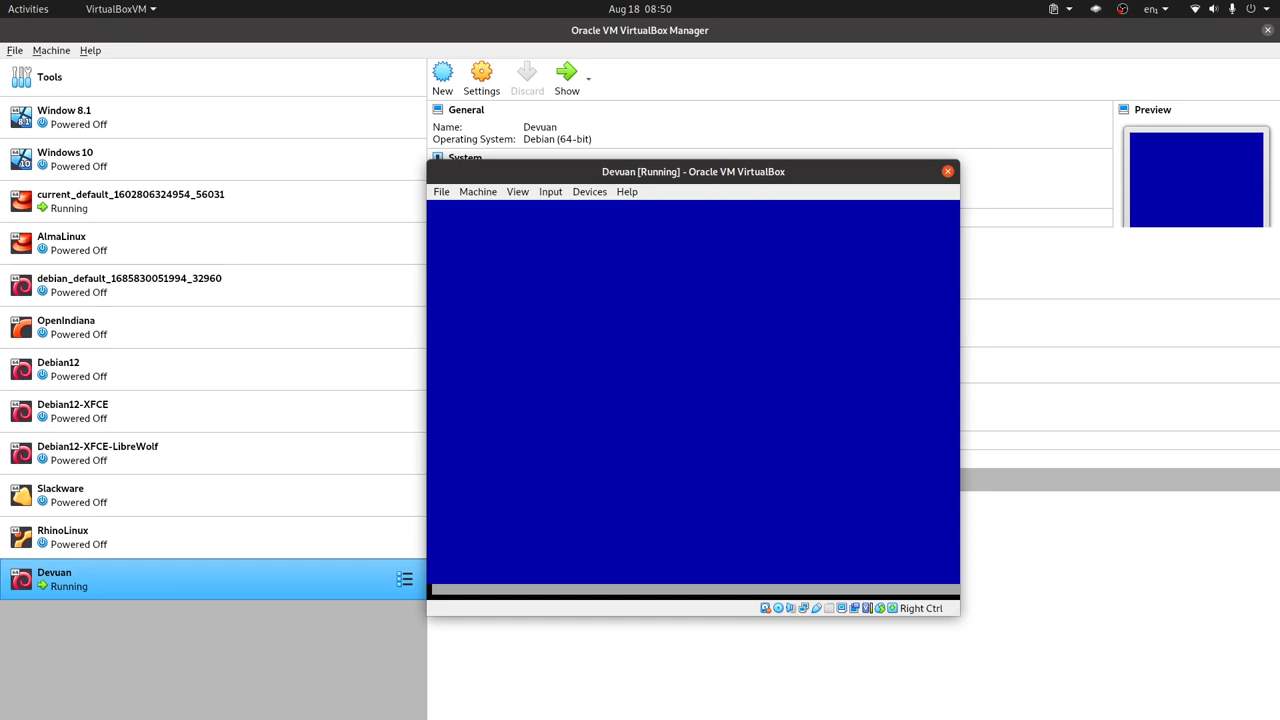 Activities
VirtualBoxVM
Aug 18 08:50
en₁
Oracle VM VirtualBox Manager
File Machine Help
Tools
New Settings Discard Show
General
Name: Devuan
Operating System: Debian (64-bit)
System
Preview
Window 8.1
Powered Off
Windows 10
Powered Off
current_default_1602806324954_56031
Running
AlmaLinux
Powered Off
debian_default_1685830051994_32960
Powered Off
OpenIndiana
Powered Off
Debian12
Powered Off
Debian12-XFCE
Powered Off
Debian12-XFCE-LibreWolf
Powered Off
Slackware
Powered Off
RhinoLinux
Powered Off
Devuan
Running
Devuan [Running] - Oracle VM VirtualBox
File Machine View Input Devices Help
Right Ctrl